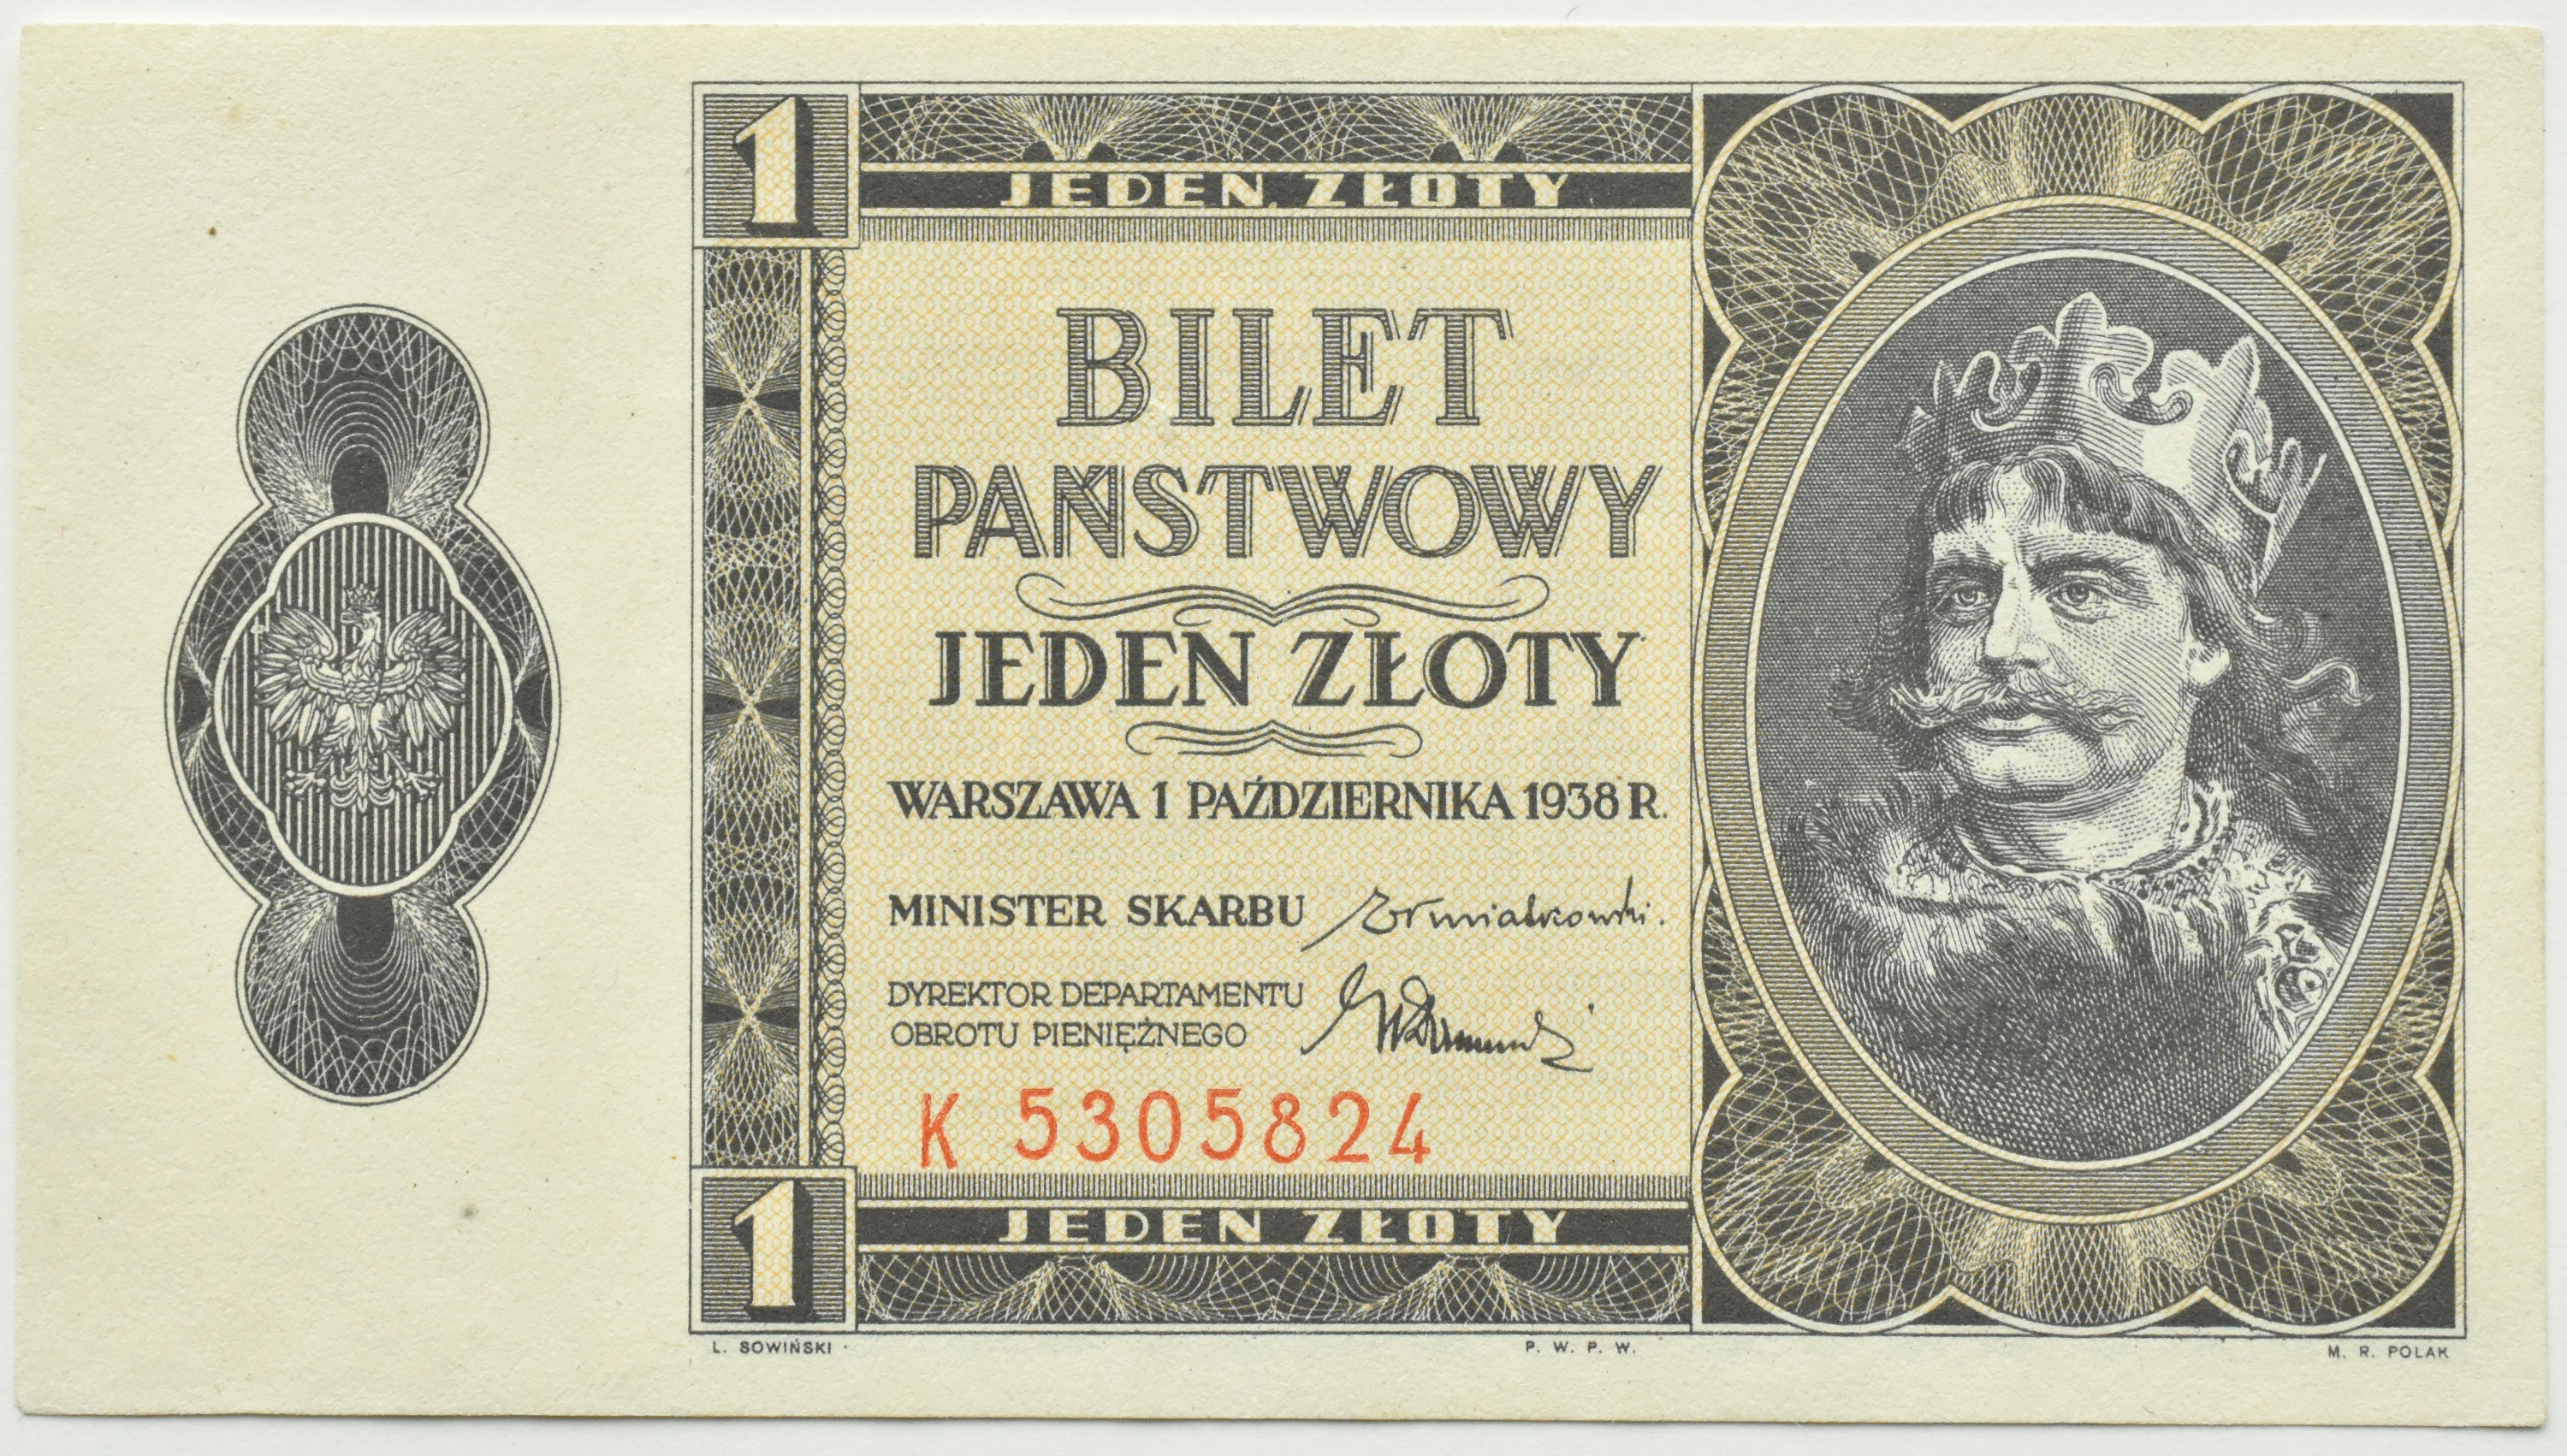 1
JEDEN ZŁOTY
BILET
PAŃSTWOWY
JEDEN ZŁOTY
WARSZAWA 1 PAŹDZIERNIKA 1938 R.
MINISTER SKARBU
DYREKTOR DEPARTAMENTU
OBROTU PIENIĘŻNEGO
K 5305824
1
JEDEN ZŁOTY
L. SOWIŃSKI
P. W. P. W.
M. R. POLAK